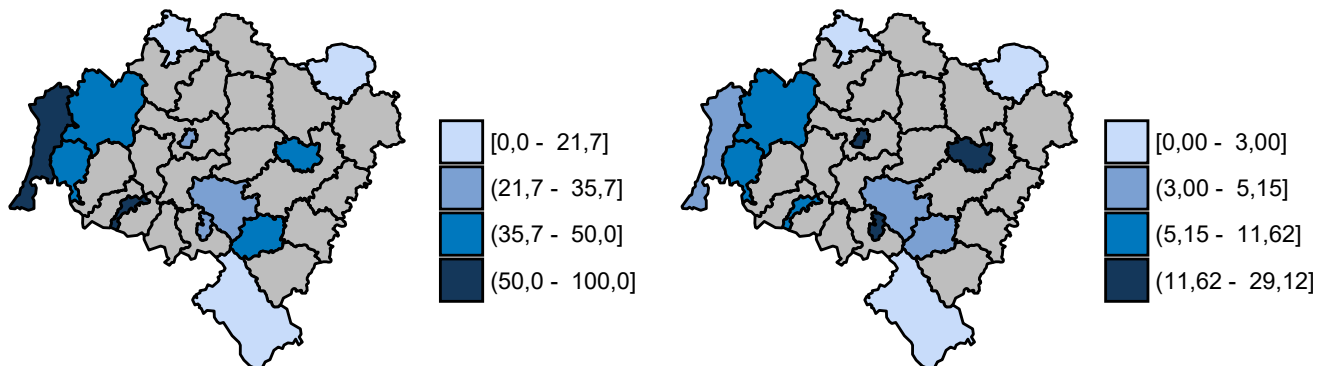 [0,0 - 21,7]
(21,7 - 35,7]
(35,7 - 50,0]
(50,0 - 100,0]
[0,00 - 3,00]
(3,00 - 5,15]
(5,15 - 11,62]
(11,62 - 29,12]